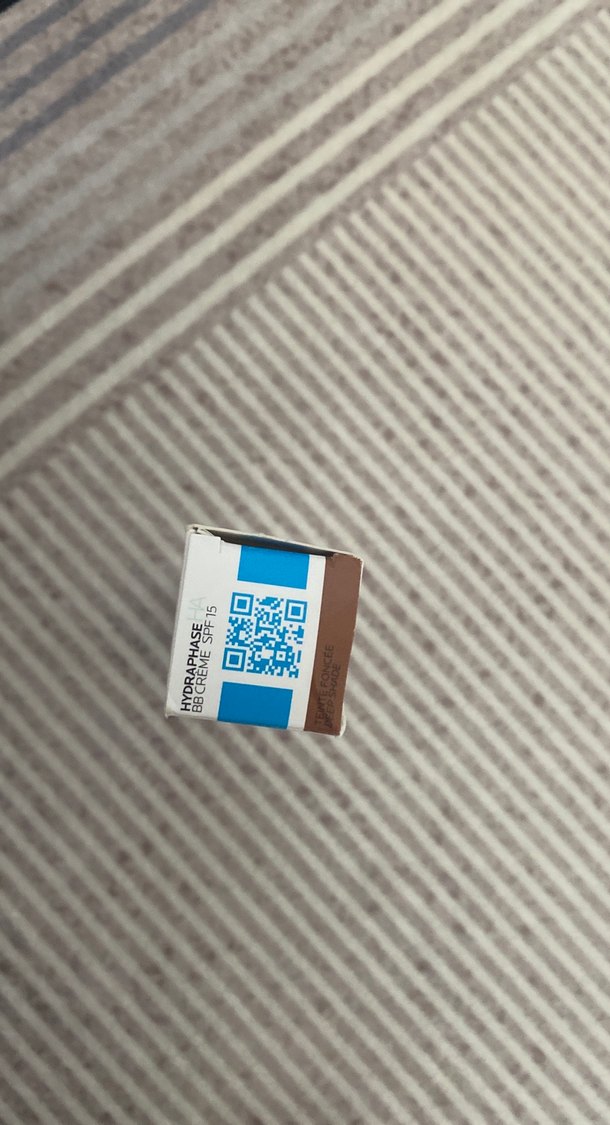 HYDRAPHASE HA
BB CRÈME SPF 15
TEINTE FONCÉE
DEEP SHADE